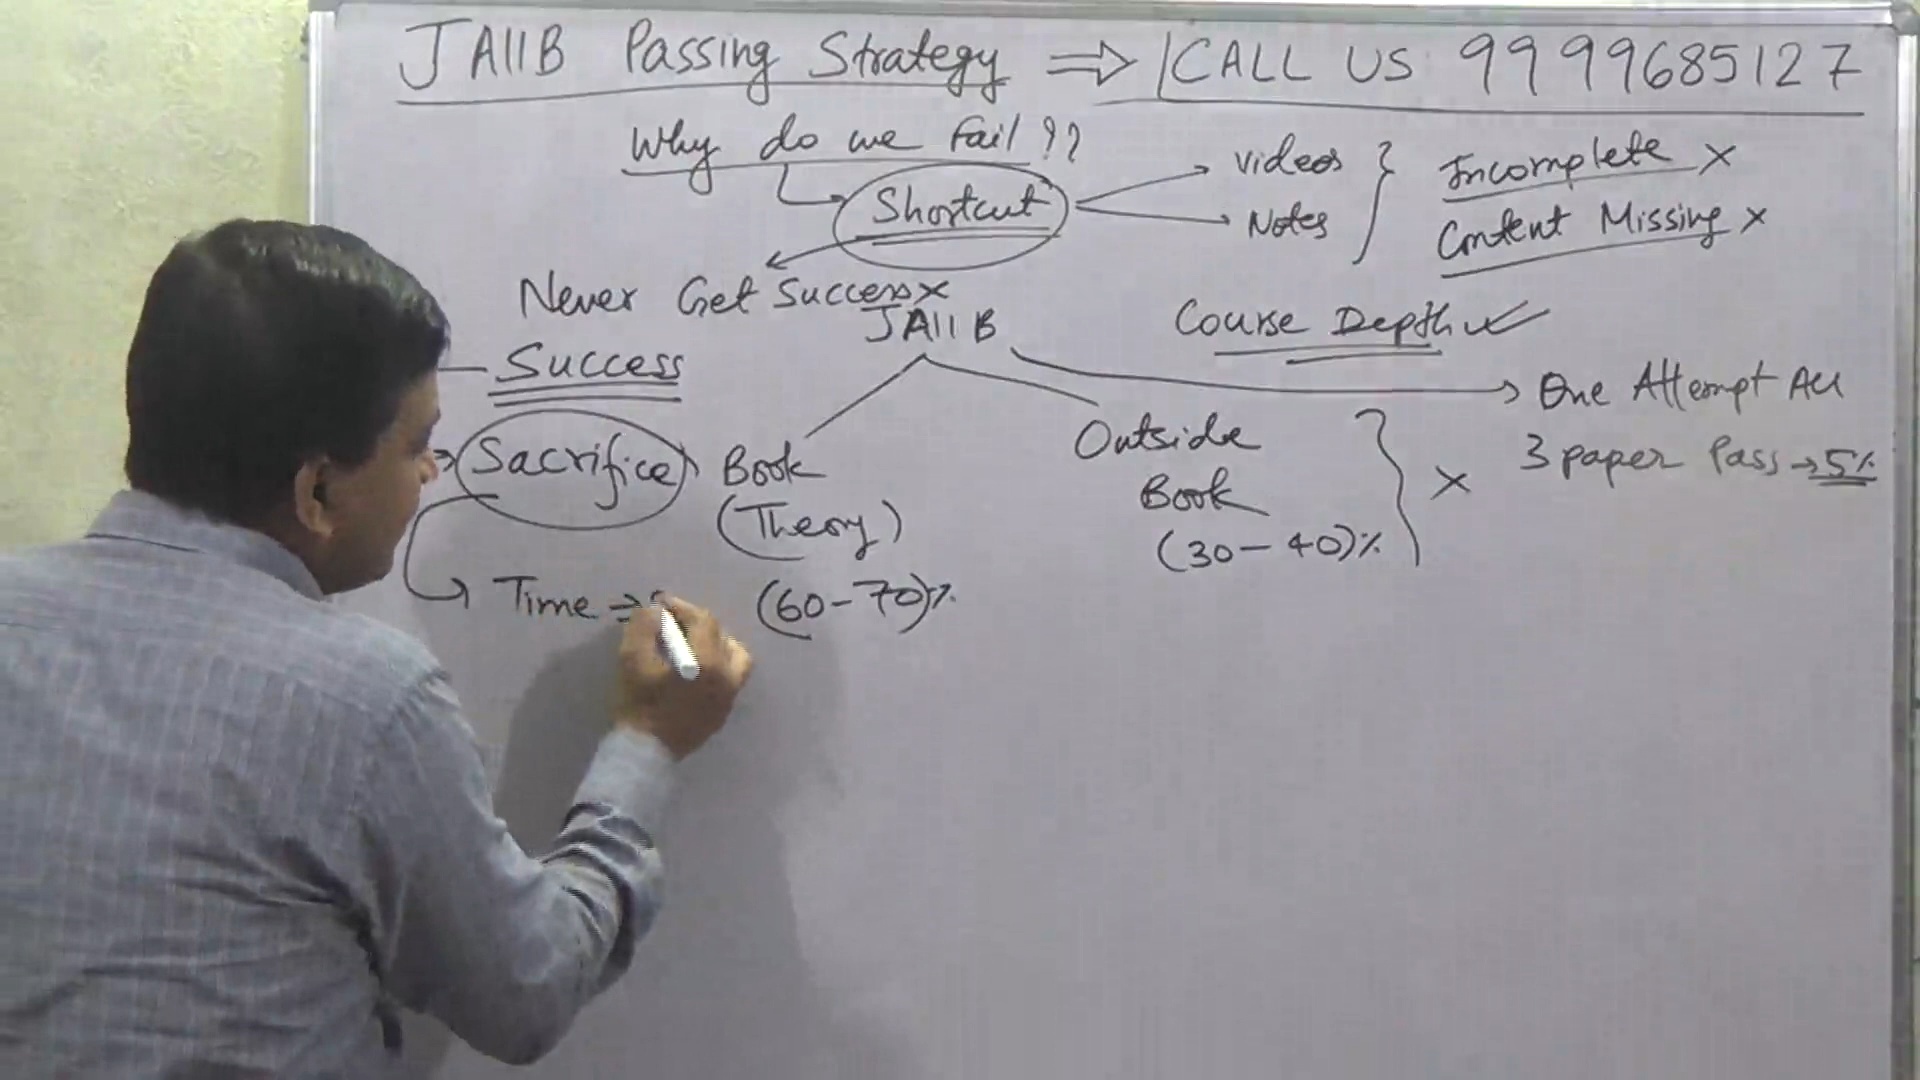 JAIIB Passing Strategy ⇒ CALL US 9999685127
Why do we Fail ??
Shortcut
Videos
Notes
Incomplete ×
Content Missing ×
Never Get Success ×
Course Depth ✓
JAIIB
Success
Sacrifice
Time ⇒
Book
(Theory)
(60-70)%
Outside
Book
(30-40)%
×
→ One Attempt All
3 paper Pass → 5%